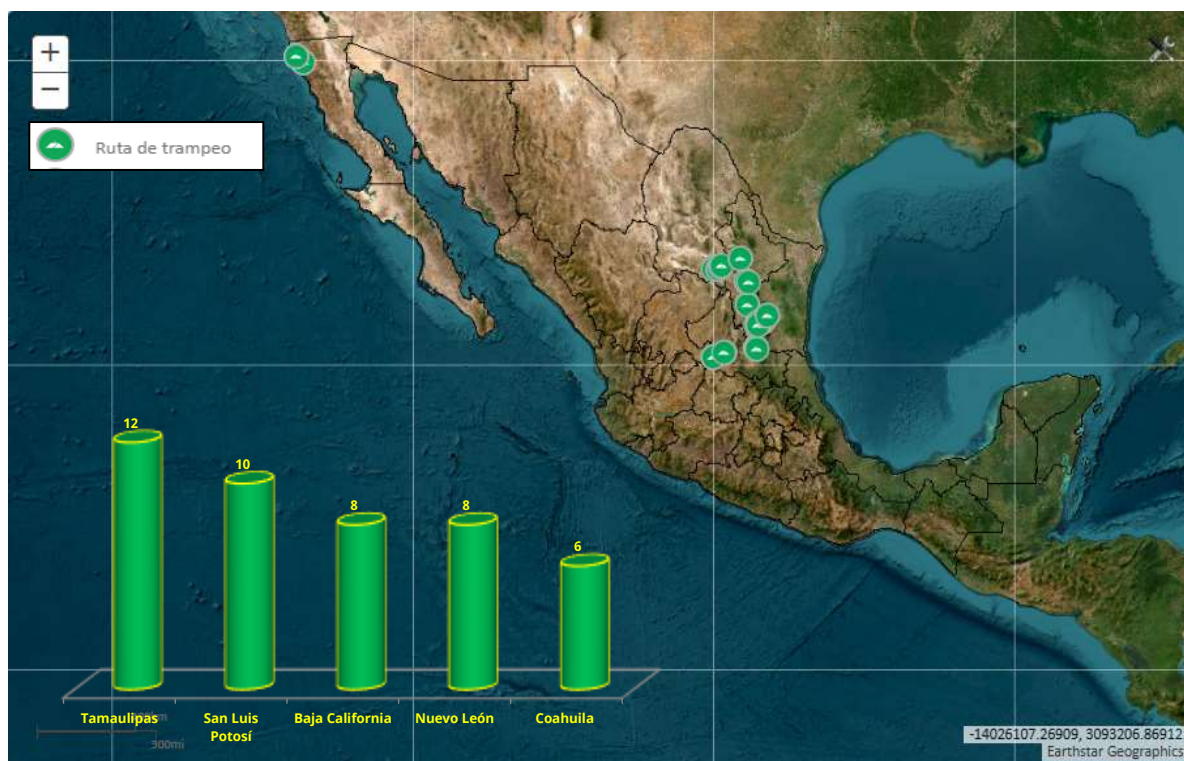 +
−
Ruta de trampeo
12
10
8
8
6
Tamaulipas
San Luis
Potosí
Baja California
Nuevo León
Coahuila
300mi
-14026107.26909, 3093206.86912
Earthstar Geographics